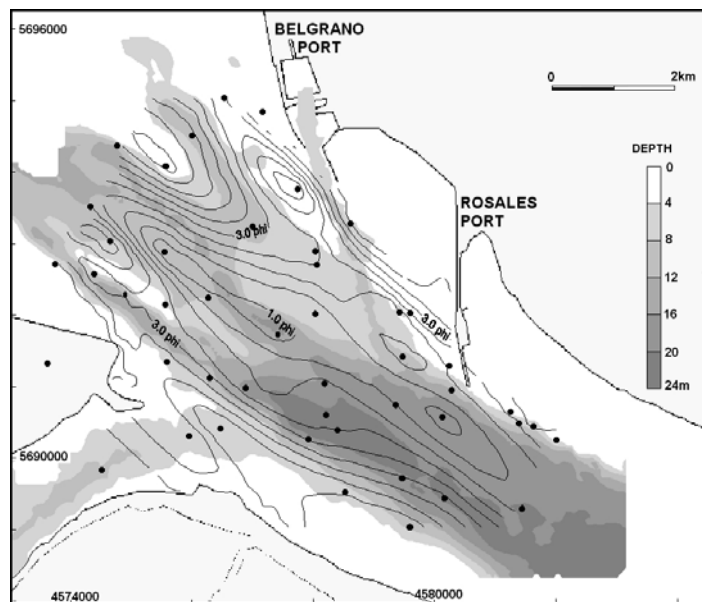 5696000
BELGRANO
PORT
0 2km
DEPTH
0
4
8
12
16
20
24m
ROSALES
PORT
3.0 phi
1.0 phi
3.0 phi
3.0 phi
5690000
4574000
4580000